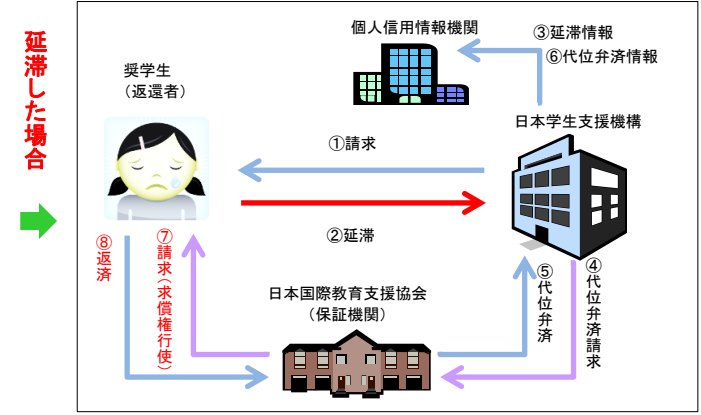 延滞した場合
個人信用情報機関
③延滞情報
⑥代位弁済情報
奨学生
（返還者）
日本学生支援機構
①請求
②延滞
⑧返済
⑦請求（求償権行使）
日本国際教育支援協会
（保証機関）
⑤代位弁済
④代位弁済請求